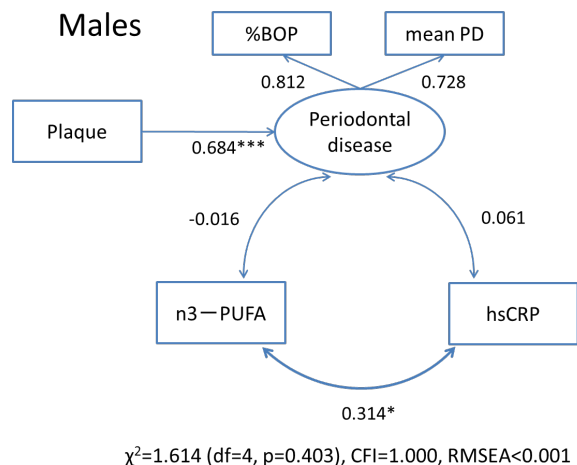 Males
%BOP
mean PD
0.812
0.728
Plaque
Periodontal
disease
0.684***
-0.016
0.061
n3－PUFA
hsCRP
0.314*
χ²=1.614 (df=4, p=0.403), CFI=1.000, RMSEA<0.001